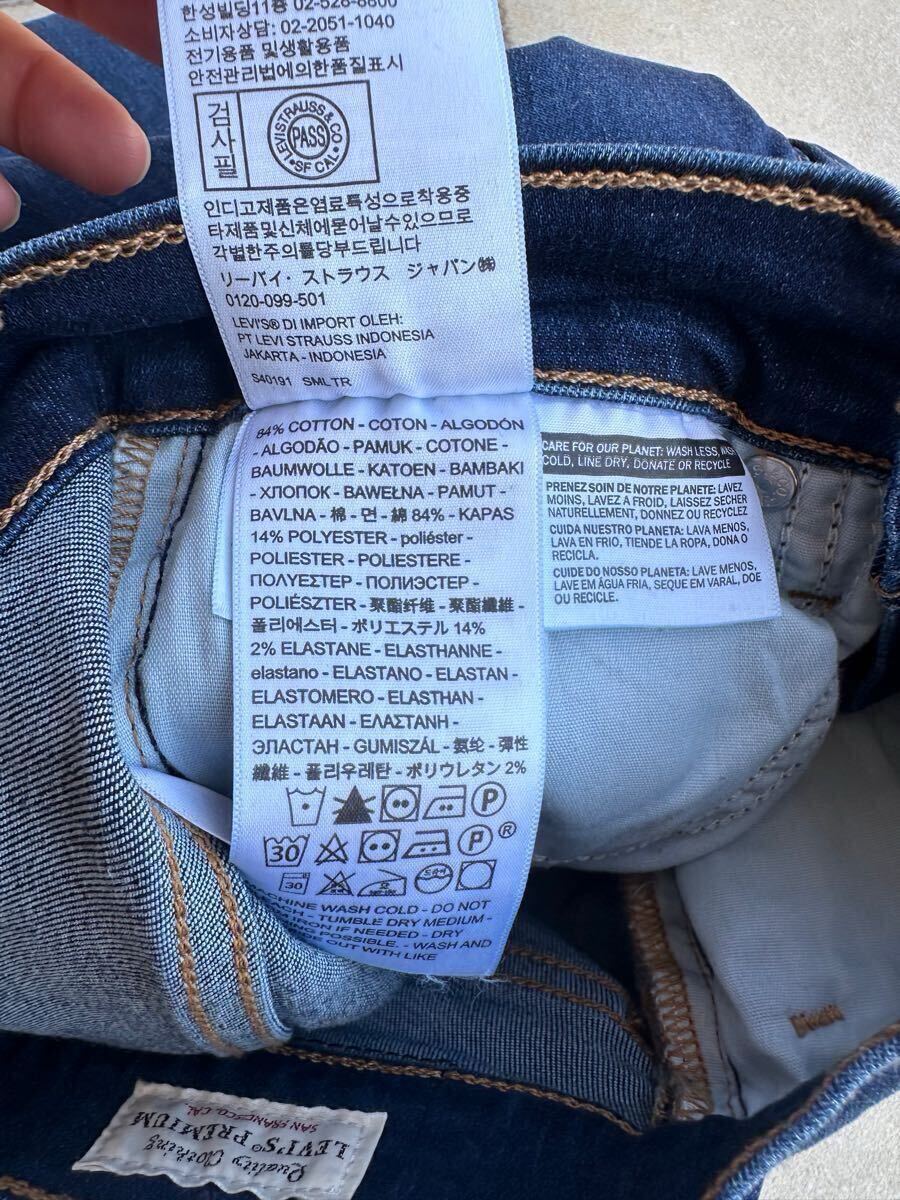 한성빌딩11층 02-528-8600
소비자상담: 02-2051-1040
전기용품 및생활용품
안전관리법에의한품질표시
검사필
LEVI STRAUSS & CO
PASS
SF CAL.
인디고제품은염료특성으로착용중
타제품및신체에묻어날수있으므로
각별한주의를당부드립니다
リーバイ・ストラウス ジャパン㈱
0120-099-501
LEVI'S® DI IMPORT OLEH:
PT LEVI STRAUSS INDONESIA
JAKARTA - INDONESIA
S40191 SMLTR
84% COTTON - COTON - ALGODÓN
- ALGODÃO - PAMUK - COTONE -
BAUMWOLLE - KATOEN - BAMBAKI
- ХЛОПОК - BAWEŁNA - PAMUT -
BAVLNA - 棉 - 면 - 綿 84% - KAPAS
14% POLYESTER - poliéster -
POLIESTER - POLIESTERE -
ΠΟΛΥΕΣΤΕΡ - ПОЛИЭСТЕР -
POLIÉSZTER - 聚酯纤维 - 聚酯纖維 -
폴리에스터 - ポリエステル 14%
2% ELASTANE - ELASTHANNE -
elastano - ELASTANO - ELASTAN -
ELASTOMERO - ELASTHAN -
ELASTAAN - ΕΛΑΣΤΑΝΗ -
ЭЛАСТАН - GUMISZÁL - 氨纶 - 彈性
纖維 - 폴리우레탄 - ポリウレタン 2%
P
30 P ®
30
MACHINE WASH COLD - DO NOT
- TUMBLE DRY MEDIUM -
IRON IF NEEDED - DRY
POSSIBLE. - WASH AND
OUT WITH LIKE
CARE FOR OUR PLANET: WASH LESS,
COLD, LINE DRY, DONATE OR RECYCLE
PRENEZ SOIN DE NOTRE PLANETE: LAVEZ
MOINS, LAVEZ A FROID, LAISSEZ SECHER
NATURELLEMENT, DONNEZ OU RECYCLEZ
CUIDA NUESTRO PLANETA: LAVA MENOS,
LAVA EN FRIO, TIENDE LA ROPA, DONA O
RECICLA.
CUIDE DO NOSSO PLANETA: LAVE MENOS,
LAVE EM ÁGUA FRIA, SEQUE EM VARAL, DOE
OU RECICLE.
Quality Clothing
LEVI'S® PREMIUM
SAN FRANCISCO, CAL.